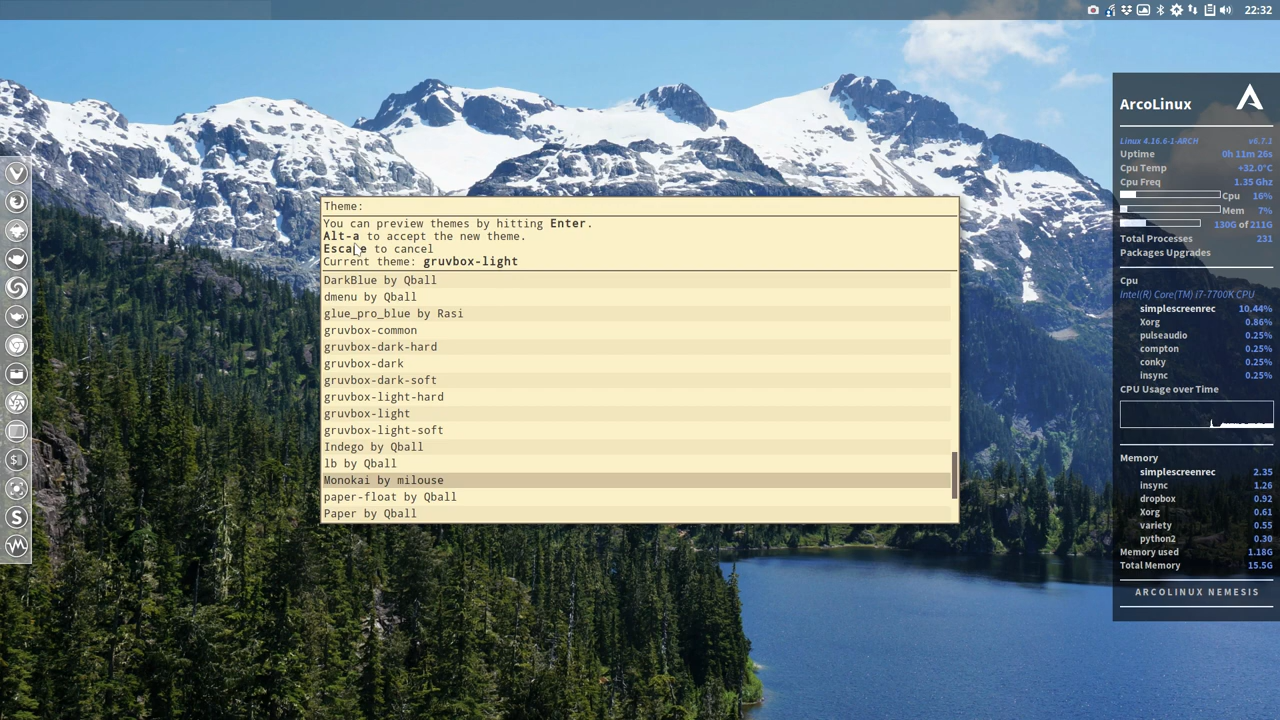 22:32
ArcoLinux
Linux 4.16.6-1-ARCH v6.7.1
Uptime 0h 11m 26s
Cpu Temp +32.0°C
Cpu Freq 1.35 Ghz
Cpu 16%
Mem 7%
130G of 211G
Total Processes 231
Packages Upgrades
Cpu
Intel(R) Core(TM) i7-7700K CPU
simplescreenrec 10.44%
Xorg 0.86%
pulseaudio 0.25%
compton 0.25%
conky 0.25%
insync 0.25%
CPU Usage over Time
Memory
simplescreenrec 2.35
insync 1.26
dropbox 0.92
Xorg 0.61
variety 0.55
python2 0.30
Memory used 1.18G
Total Memory 15.5G
ARCOLINUX NEMESIS
Theme:
You can preview themes by hitting Enter.
Alt-a to accept the new theme.
Escape to cancel
Current theme: gruvbox-light
DarkBlue by Qball
dmenu by Qball
glue_pro_blue by Rasi
gruvbox-common
gruvbox-dark-hard
gruvbox-dark
gruvbox-dark-soft
gruvbox-light-hard
gruvbox-light
gruvbox-light-soft
Indego by Qball
lb by Qball
Monokai by milouse
paper-float by Qball
Paper by Qball